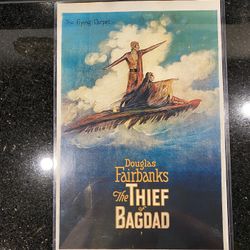 The Flying Carpet
Douglas
Fairbanks
The THIEF
OF
BAGDAD